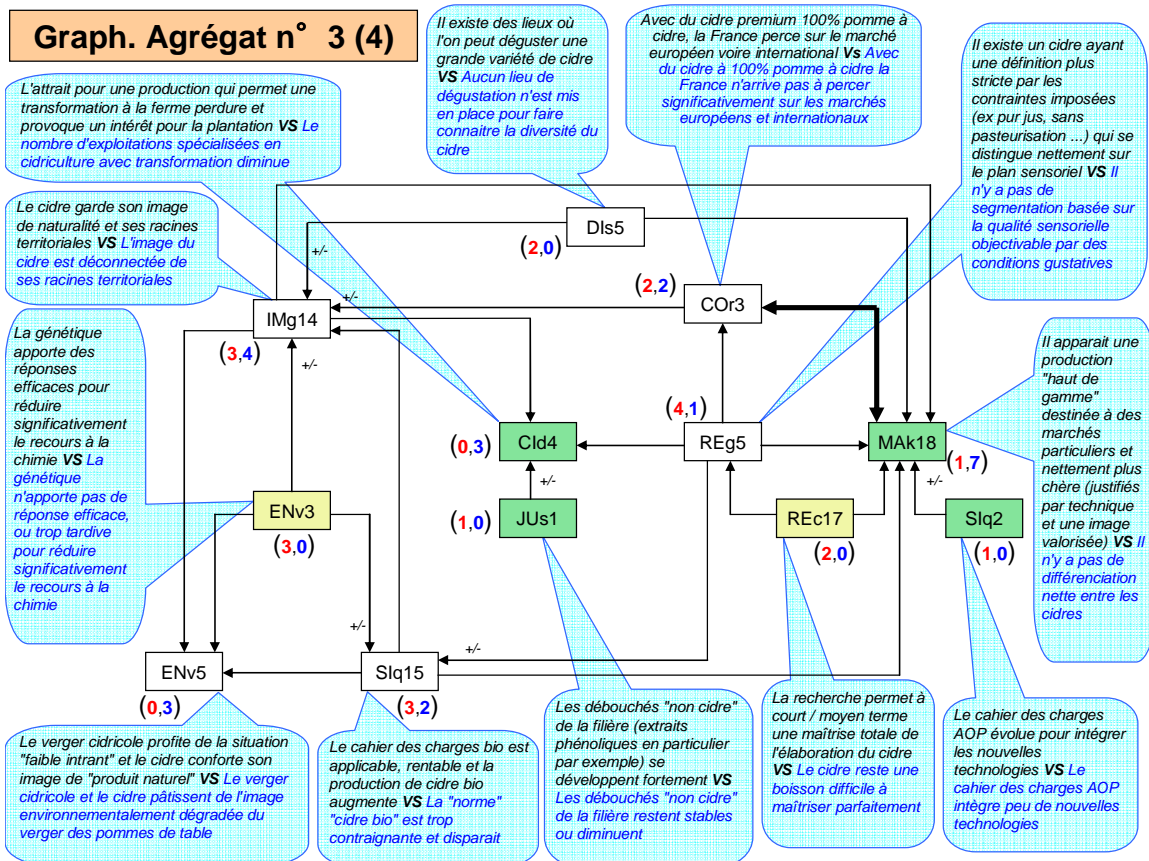 Graph. Agrégat n° 3 (4)
L'attrait pour une production qui permet une
transformation à la ferme perdure et
provoque un intérêt pour la plantation VS Le
nombre d'exploitations spécialisées en
cidriculture avec transformation diminue
Il existe des lieux où
l'on peut déguster une
grande variété de cidre
VS Aucun lieu de
dégustation n'est mis
en place pour faire
connaitre la diversité du
cidre
Avec du cidre premium 100% pomme à
cidre, la France perce sur le marché
européen voire international Vs Avec
du cidre à 100% pomme à cidre la
France n'arrive pas à percer
significativement sur les marchés
européens et internationaux
Il existe un cidre ayant
une définition plus
stricte par les
contraintes imposées
(ex pur jus, sans
pasteurisation ...) qui se
distingue nettement sur
le plan sensoriel VS Il
n'y a pas de
segmentation basée sur
la qualité sensorielle
objectivable par des
conditions gustatives
Le cidre garde son image
de naturalité et ses racines
territoriales VS L'image du
cidre est déconnectée de
ses racines territoriales
DIs5
(2,0)
+/-
+/-
(2,2)
COr3
IMg14
(3,4)
+/-
La génétique
apporte des
réponses
efficaces pour
réduire
significativement
le recours à la
chimie VS La
génétique
n'apporte pas de
réponse efficace,
ou trop tardive
pour réduire
significativement
le recours à la
chimie
Il apparait une
production
"haut de
gamme"
destinée à des
marchés
particuliers et
nettement plus
chère (justifiés
par technique
et une image
valorisée) VS Il
n'y a pas de
différenciation
nette entre les
cidres
(4,1)
(0,3)
CId4
REg5
MAk18
(1,7)
+/-
+/-
ENv3
(3,0)
(1,0)
JUs1
REc17
(2,0)
SIq2
(1,0)
+/-
+/-
ENv5
(0,3)
SIq15
(3,2)
Le verger cidricole profite de la situation
"faible intrant" et le cidre conforte son
image de "produit naturel" VS Le verger
cidricole et le cidre pâtissent de l'image
environnementalement dégradée du
verger des pommes de table
Le cahier des charges bio est
applicable, rentable et la
production de cidre bio
augmente VS La "norme"
"cidre bio" est trop
contraignante et disparait
Les débouchés "non cidre"
de la filière (extraits
phénoliques en particulier
par exemple) se
développent fortement VS
Les débouchés "non cidre"
de la filière restent stables
ou diminuent
La recherche permet à
court / moyen terme
une maîtrise totale de
l'élaboration du cidre
VS Le cidre reste une
boisson difficile à
maîtriser parfaitement
Le cahier des charges
AOP évolue pour intégrer
les nouvelles
technologies VS Le
cahier des charges AOP
intègre peu de nouvelles
technologies